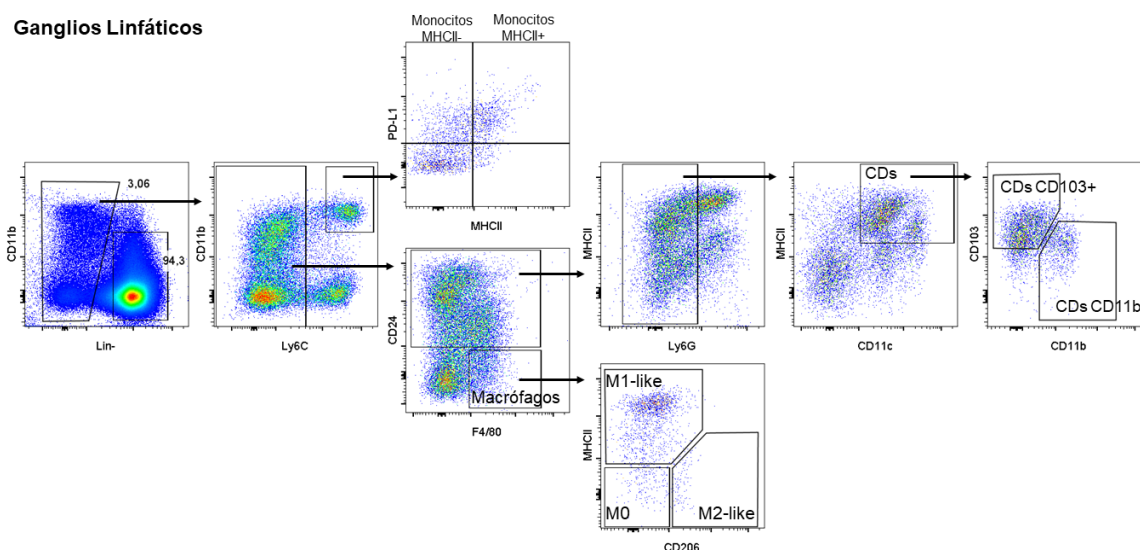 Ganglios Linfáticos
Monocitos
MHCII-
Monocitos
MHCII+
PD-L1
MHCII
3,06
94,3
CD11b
Lin-
CD11b
Ly6C
CD24
Macrófagos
F4/80
MHCII
Ly6G
CDs
MHCII
CD11c
CDs CD103+
CD103
CDs CD11b
CD11b
M1-like
MHCII
M0
M2-like
CD206